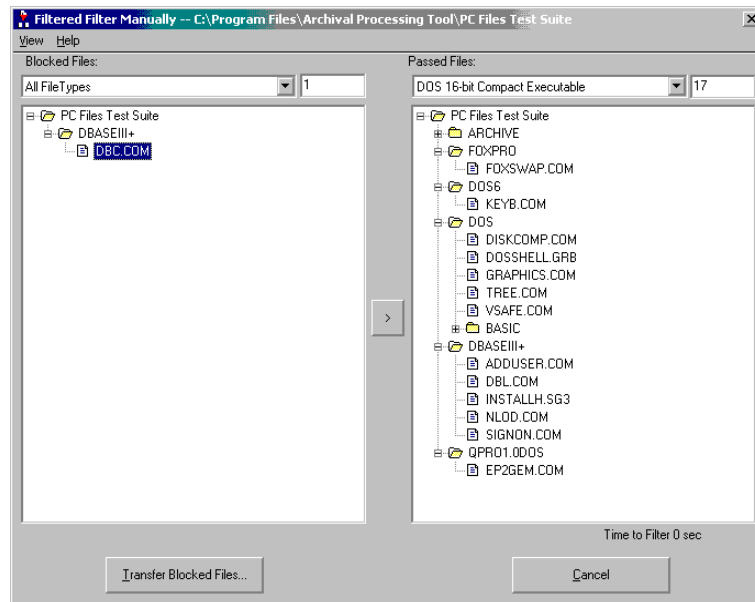 Filtered Filter Manually -- C:\Program Files\Archival Processing Tool\PC Files Test Suite
View Help
Blocked Files:
All FileTypes
1
PC Files Test Suite
DBASEIII+
DBC.COM
Passed Files:
DOS 16-bit Compact Executable
17
PC Files Test Suite
ARCHIVE
FOXPRO
FOXSWAP.COM
DOS6
KEYB.COM
DOS
DISKCOMP.COM
DOSSHELL.GRB
GRAPHICS.COM
TREE.COM
VSAFE.COM
BASIC
DBASEIII+
ADDUSER.COM
DBL.COM
INSTALLH.SG3
NLOD.COM
SIGNON.COM
QPRO1.0DOS
EP2GEM.COM
>
Time to Filter 0 sec
Transfer Blocked Files...
Cancel